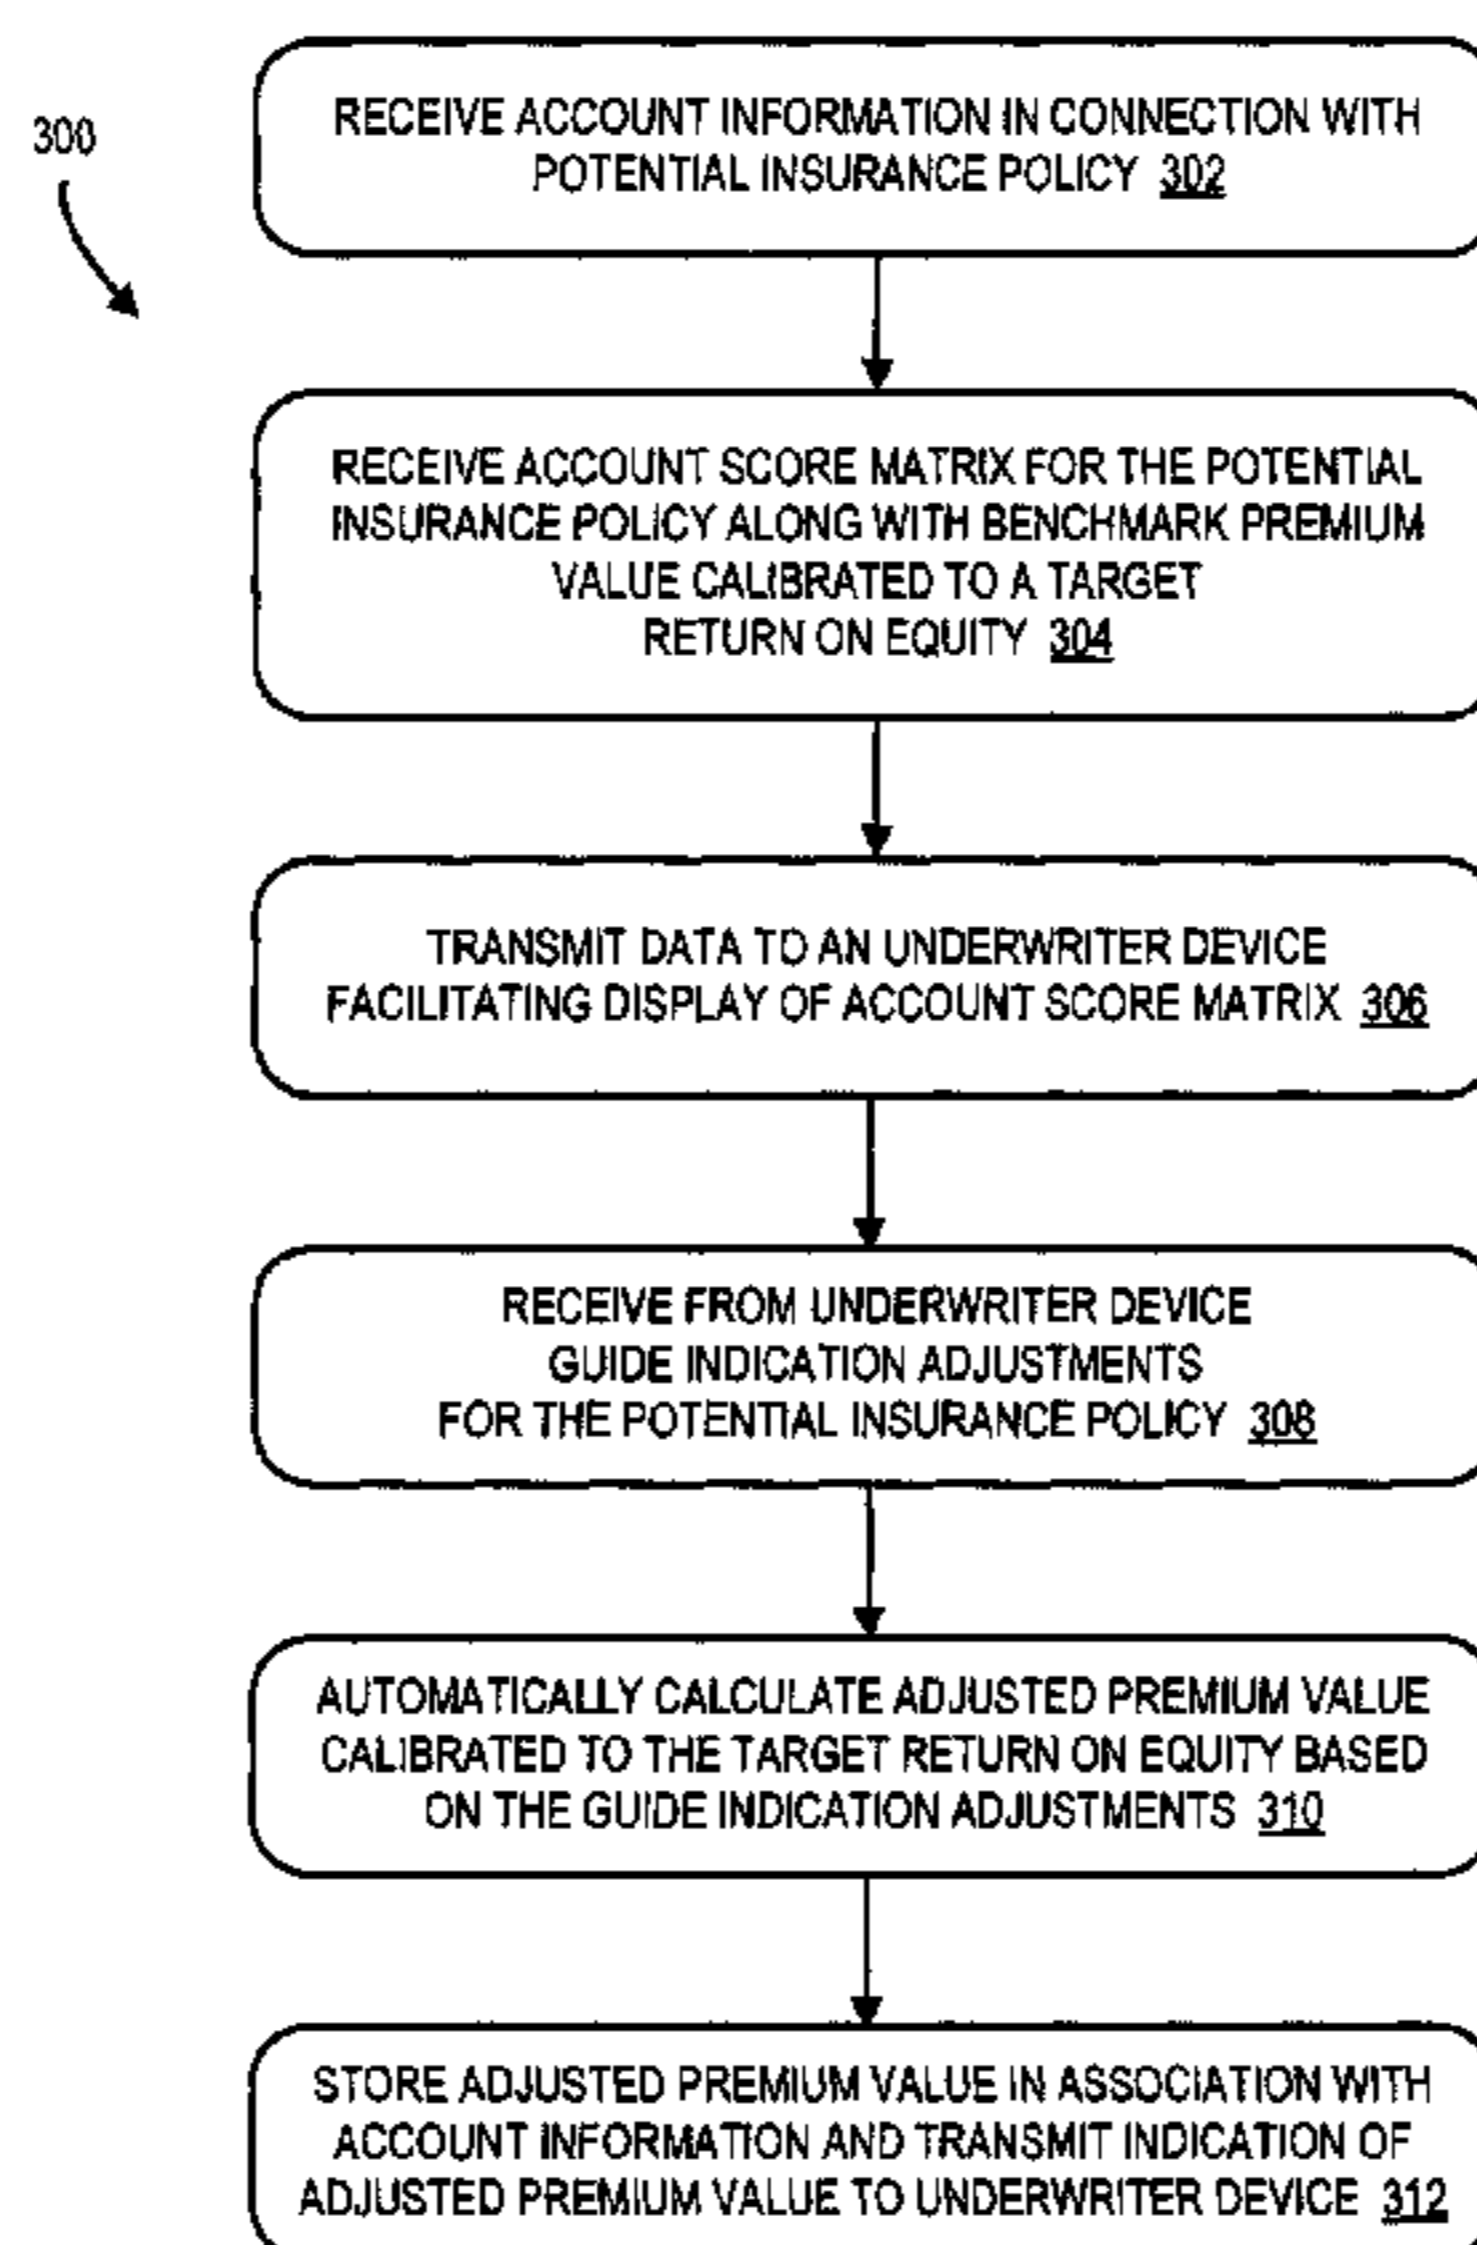 300
RECEIVE ACCOUNT INFORMATION IN CONNECTION WITH
POTENTIAL INSURANCE POLICY 302
RECEIVE ACCOUNT SCORE MATRIX FOR THE POTENTIAL
INSURANCE POLICY ALONG WITH BENCHMARK PREMIUM
VALUE CALIBRATED TO A TARGET
RETURN ON EQUITY 304
TRANSMIT DATA TO AN UNDERWRITER DEVICE
FACILITATING DISPLAY OF ACCOUNT SCORE MATRIX 306
RECEIVE FROM UNDERWRITER DEVICE
GUIDE INDICATION ADJUSTMENTS
FOR THE POTENTIAL INSURANCE POLICY 308
AUTOMATICALLY CALCULATE ADJUSTED PREMIUM VALUE
CALIBRATED TO THE TARGET RETURN ON EQUITY BASED
ON THE GUIDE INDICATION ADJUSTMENTS 310
STORE ADJUSTED PREMIUM VALUE IN ASSOCIATION WITH
ACCOUNT INFORMATION AND TRANSMIT INDICATION OF
ADJUSTED PREMIUM VALUE TO UNDERWRITER DEVICE 312